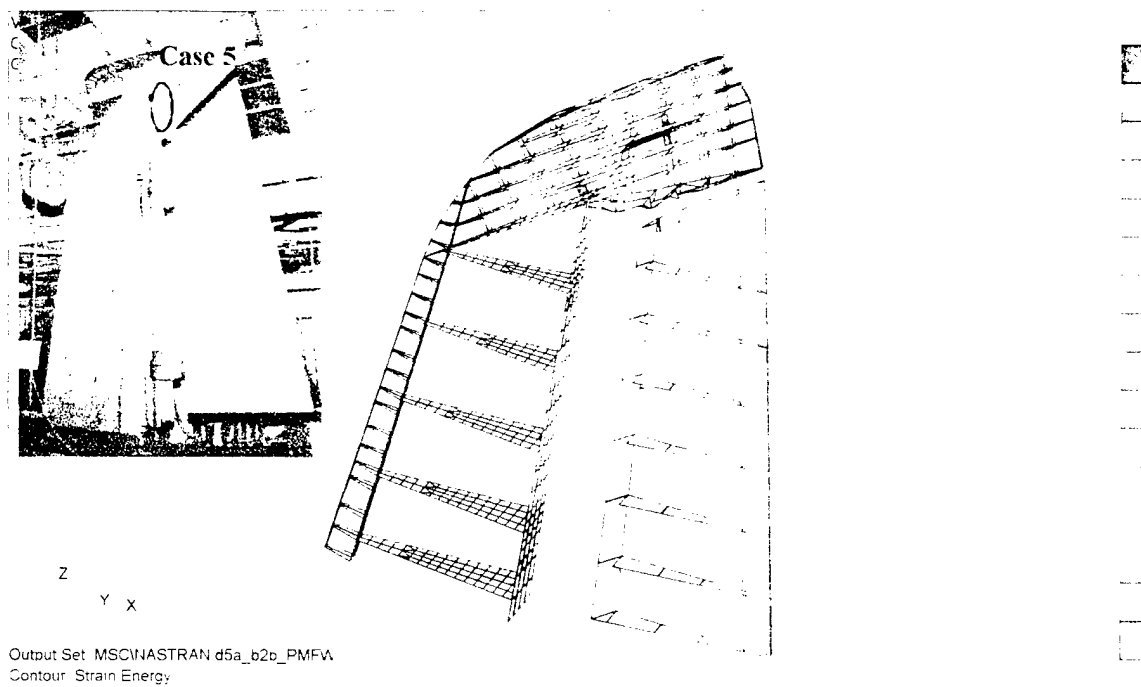 V
C
C
Case 5
Z
Y X
Output Set MSC\NASTRAN d5a_b2b_PMFW
Contour Strain Energy